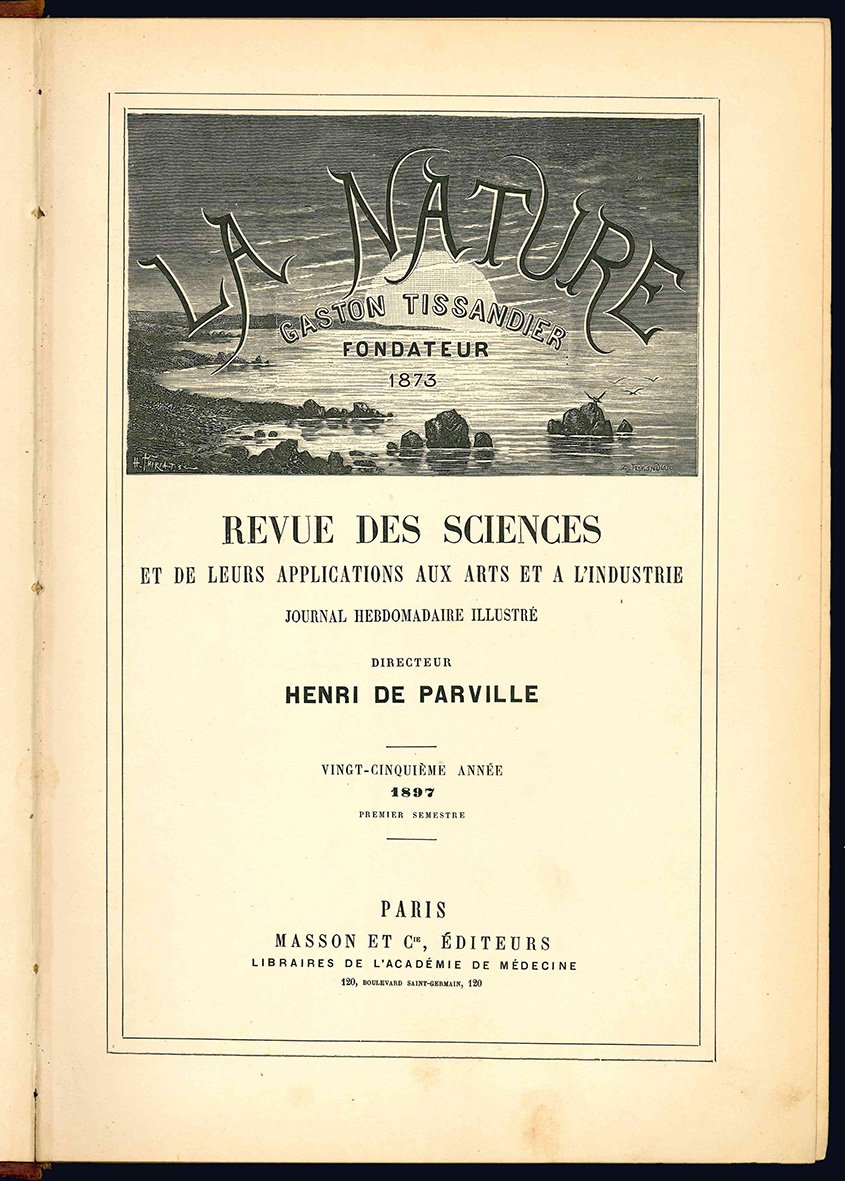 LA NATURE
GASTON TISSANDIER
FONDATEUR
1873
H. THIRIAT. SC
REVUE DES SCIENCES
ET DE LEURS APPLICATIONS AUX ARTS ET A L'INDUSTRIE
JOURNAL HEBDOMADAIRE ILLUSTRÉ
DIRECTEUR
HENRI DE PARVILLE
VINGT-CINQUIÈME ANNÉE
1897
PREMIER SEMESTRE
PARIS
MASSON ET Cᴵᴱ, ÉDITEURS
LIBRAIRES DE L'ACADÉMIE DE MÉDECINE
120, BOULEVARD SAINT-GERMAIN, 120